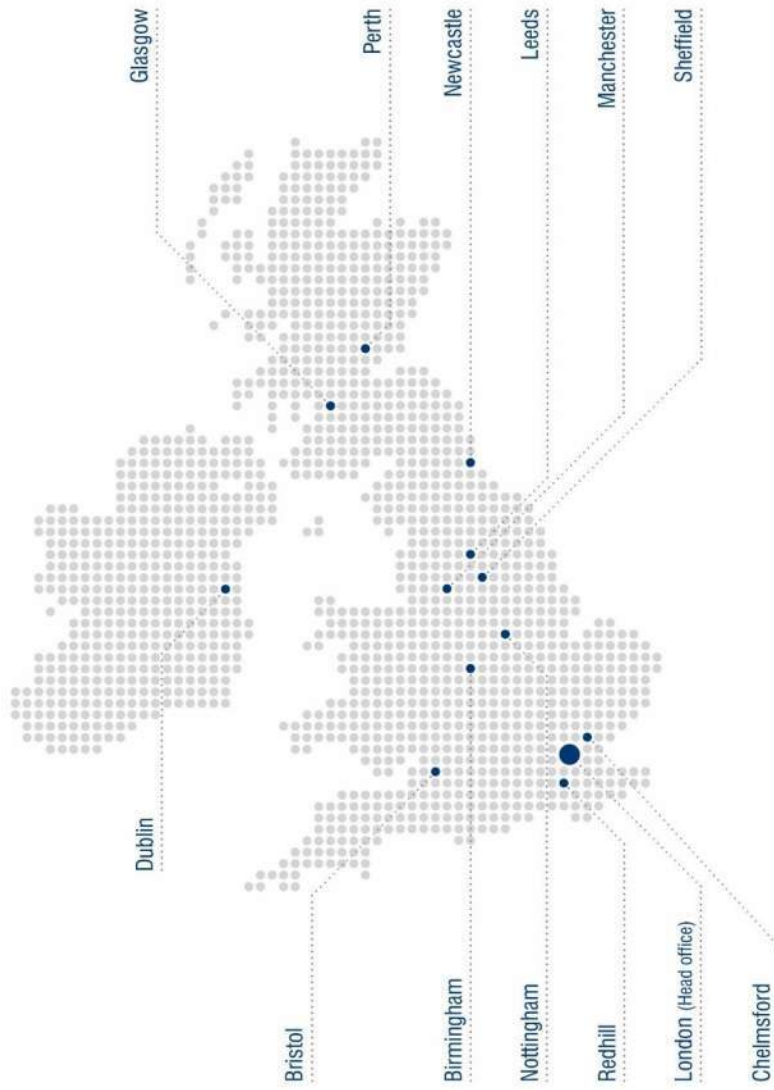 Glasgow
Perth
Newcastle
Leeds
Manchester
Sheffield
Dublin
Bristol
Birmingham
Nottingham
Redhill
London (Head office)
Chelmsford